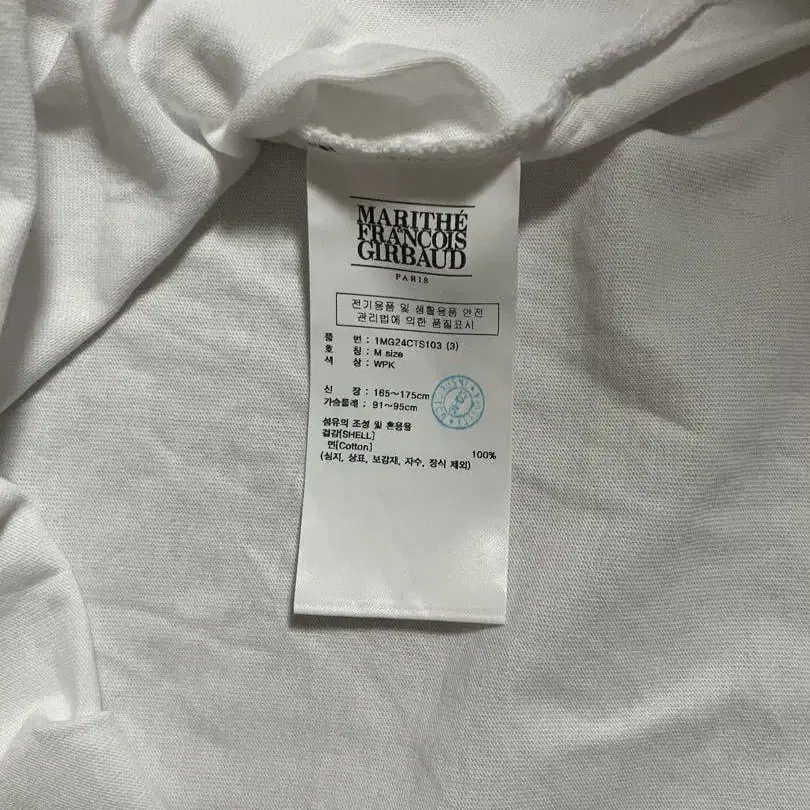 MARITHÉ
FRANCOIS
GIRBAUD
PARIS
전기용품 및 생활용품 안전
관리법에 의한 품질표시
품 번 : 1MG24CTS103 (3)
호 칭 : M size
색 상 : WPK
신 장 : 165~175cm
가슴둘레 : 91~95cm
섬유의 조성 및 혼용율
겉감[SHELL]
면[Cotton] 100%
(심지, 상표, 보강재, 자수, 장식 제외)